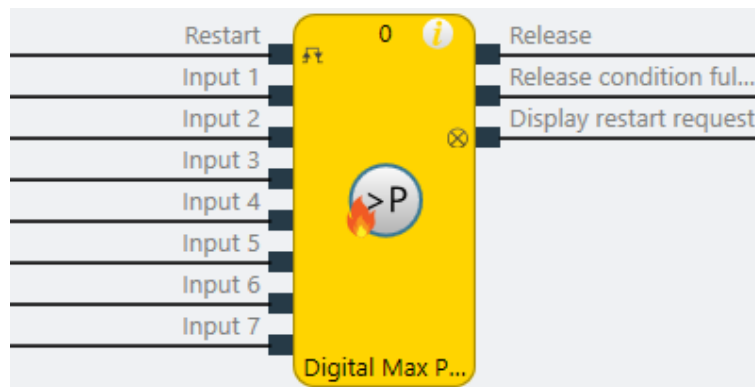 Restart
Input 1
Input 2
Input 3
Input 4
Input 5
Input 6
Input 7
0
i
>P
Digital Max P...
Release
Release condition ful...
Display restart request